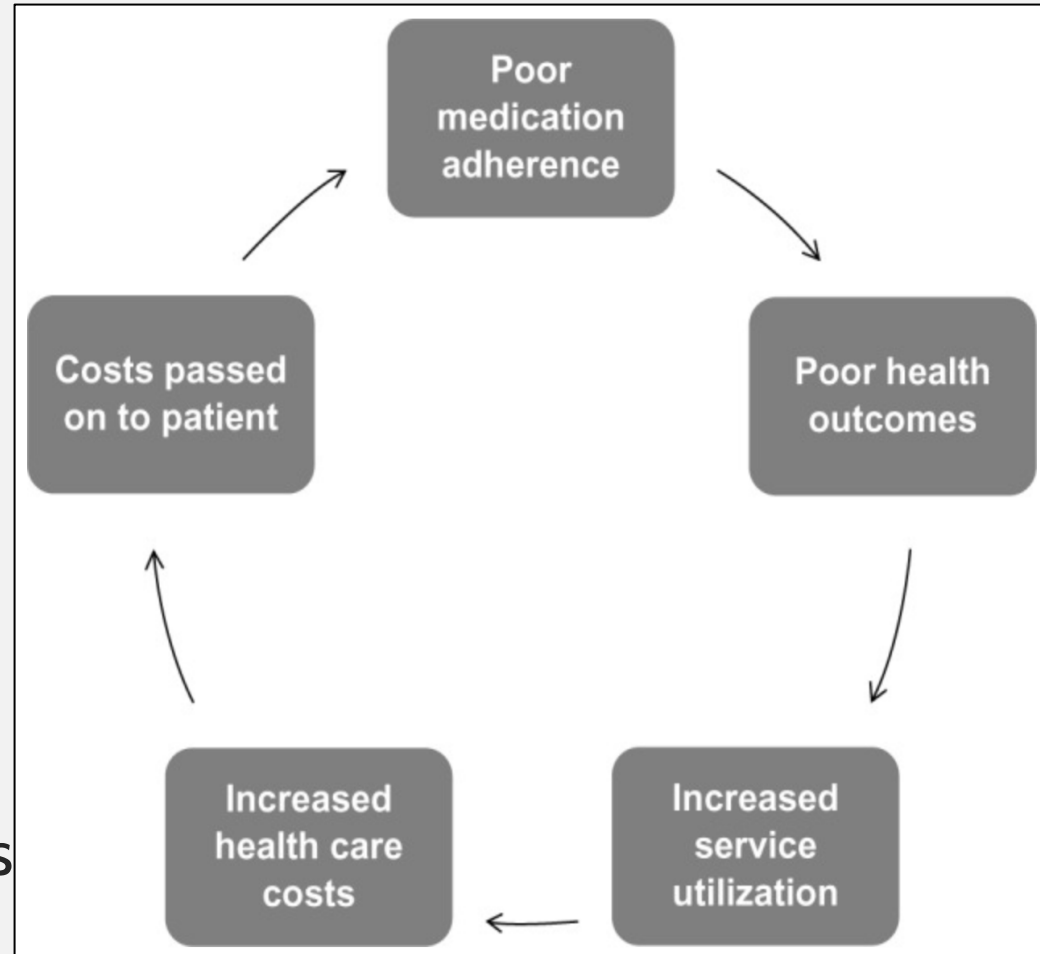 Poor
medication
adherence
Poor health
outcomes
Increased
service
utilization
Increased
health care
costs
Costs passed
on to patient
s